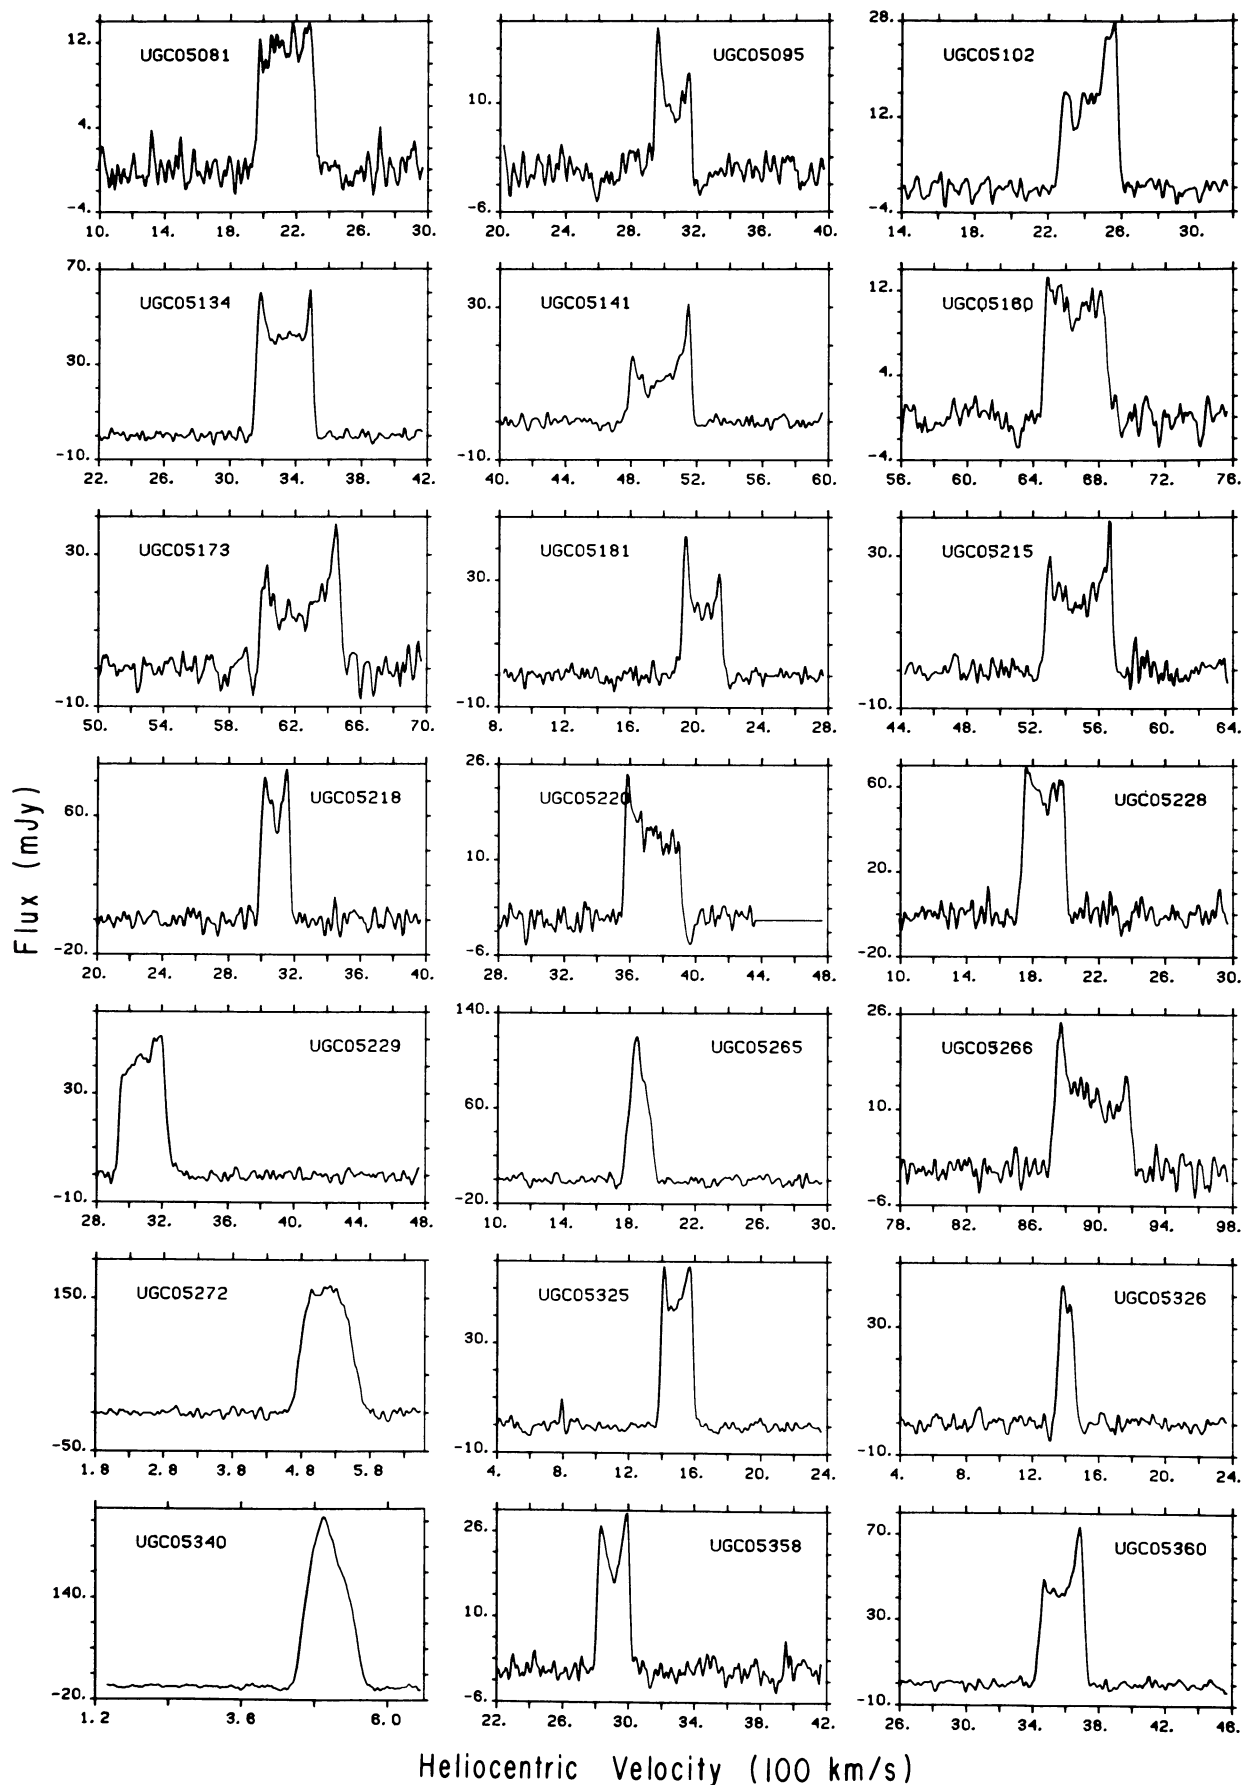 UGC05081 UGC05095 UGC05102
12. 10. 28.
4. -6. 12.
-4. -4.
10. 14. 18. 22. 26. 30. 20. 24. 28. 32. 36. 40. 14. 18. 22. 26. 30.
UGC05134 UGC05141 UGC05160
70. 30. 12.
30. -10. 4.
-10. -4.
22. 26. 30. 34. 38. 42. 40. 44. 48. 52. 56. 60. 56. 60. 64. 68. 72. 76.
UGC05173 UGC05181 UGC05215
30. 30. 30.
-10. -10. -10.
50. 54. 58. 62. 66. 70. 8. 12. 16. 20. 24. 28. 44. 48. 52. 56. 60. 64.
UGC05218 UGC05220 UGC05228
60. 26. 60.
-20. 10. 20.
-6. -20.
20. 24. 28. 32. 36. 40. 28. 32. 36. 40. 44. 48. 10. 14. 18. 22. 26. 30.
Flux (mJy)
UGC05229 UGC05265 UGC05266
30. 140. 26.
-10. 60. 10.
-20. -6.
28. 32. 36. 40. 44. 48. 10. 14. 18. 22. 26. 30. 78. 82. 86. 90. 94. 98.
UGC05272 UGC05325 UGC05326
150. 30. 30.
-50. -10. -10.
1.8 2.8 3.8 4.8 5.8 4. 8. 12. 16. 20. 24. 4. 8. 12. 16. 20. 24.
UGC05340 UGC05358 UGC05360
140. 26. 70.
-20. 10. 30.
-6. -10.
1.2 3.6 6.0 22. 26. 30. 34. 38. 42. 26. 30. 34. 38. 42. 46.
Heliocentric Velocity (100 km/s)